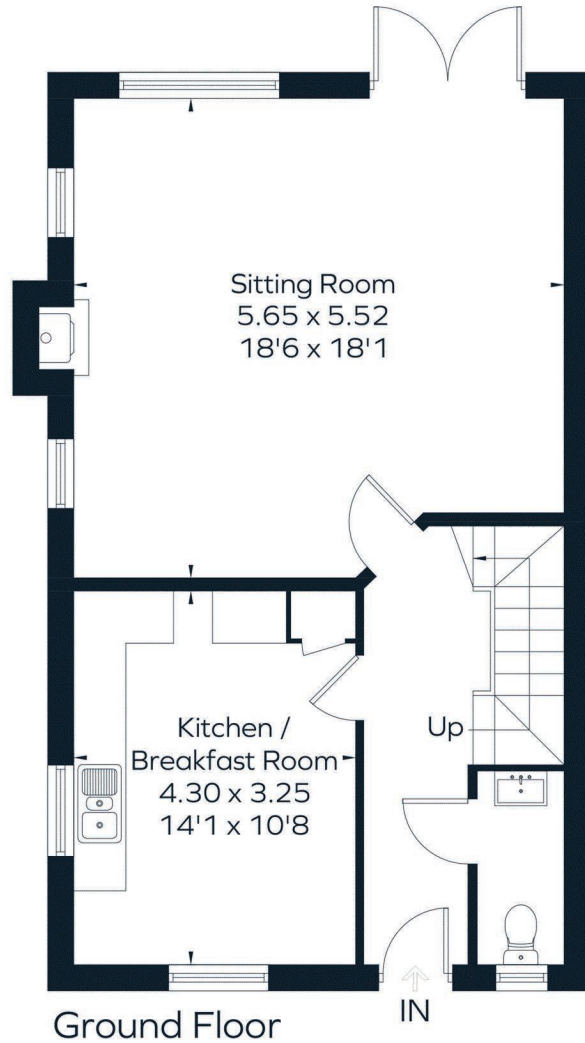 Sitting Room
5.65 x 5.52
18'6 x 18'1
Kitchen /
Breakfast Room
4.30 x 3.25
14'1 x 10'8
Up
IN
Ground Floor